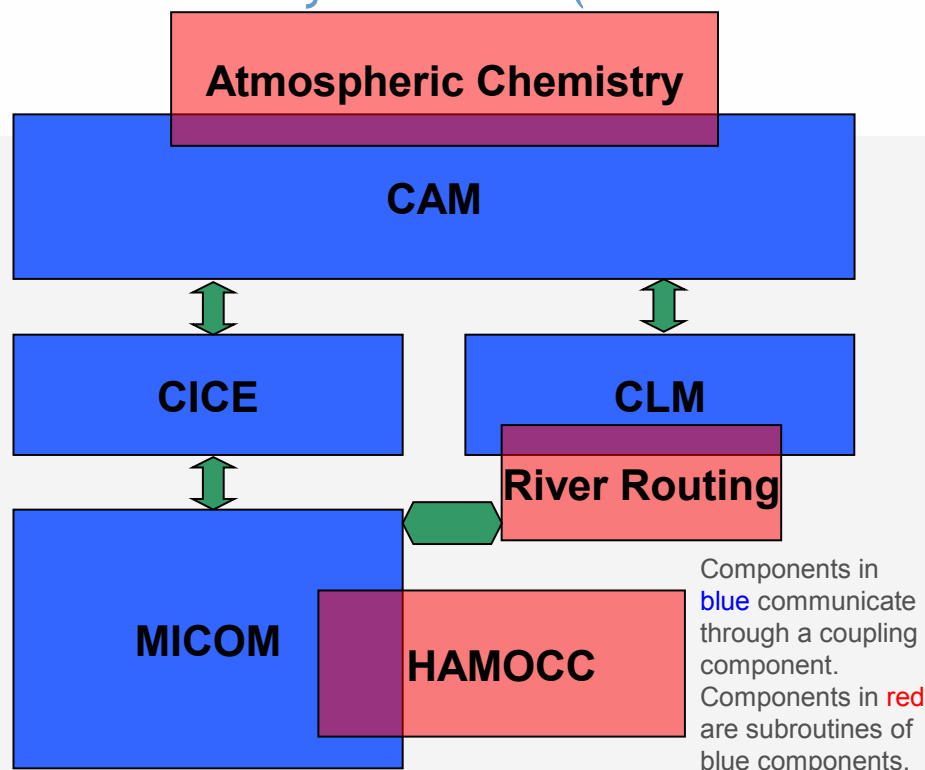 Atmospheric Chemistry
CAM
CICE
CLM
River Routing
MICOM
HAMOCC
Components in
blue communicate
through a coupling
component.
Components in red
are subroutines of
blue components.